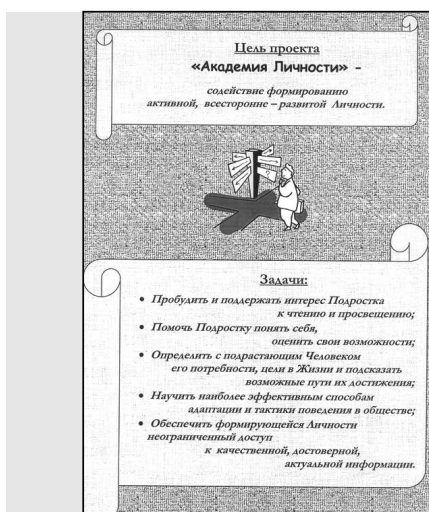 Цель проекта
«Академия Личности» -
содействие формированию
активной, всесторонне – развитой Личности.
Задачи:
• Пробудить и поддержать интерес Подростка
к чтению и просвещению;
• Помочь Подростку понять себя,
оценить свои возможности;
• Определить с подрастающим Человеком
его потребности, цели в Жизни и подсказать
возможные пути их достижения;
• Научить наиболее эффективным способам
адаптации и тактики поведения в обществе;
• Обеспечить формирующейся Личности
неограниченный доступ
к качественной, достоверной,
актуальной информации.